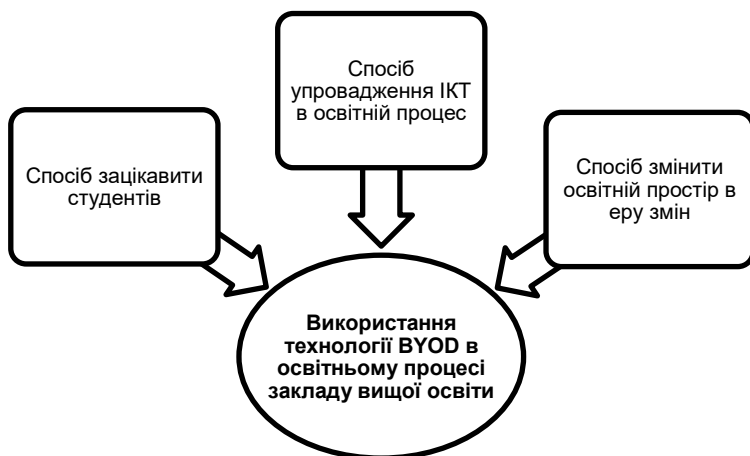 Спосіб
упровадження ІКТ
в освітній процес
Спосіб зацікавити
студентів
Спосіб змінити
освітній простір в
еру змін
Використання
технології BYOD в
освітньому процесі
закладу вищої освіти